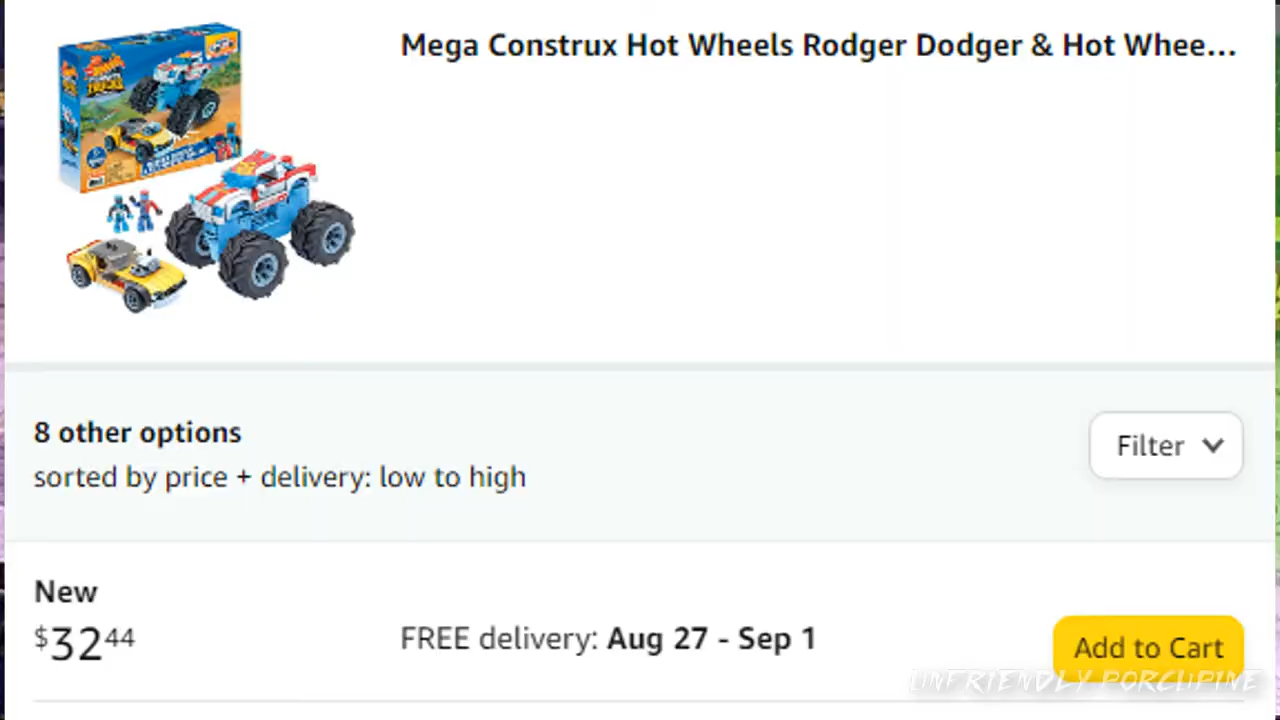 Mega Construx Hot Wheels Rodger Dodger & Hot Whee...
8 other options
sorted by price + delivery: low to high
Filter
New
$32 44
FREE delivery: Aug 27 - Sep 1
Add to Cart
UNFRIENDLY PORCUPINE